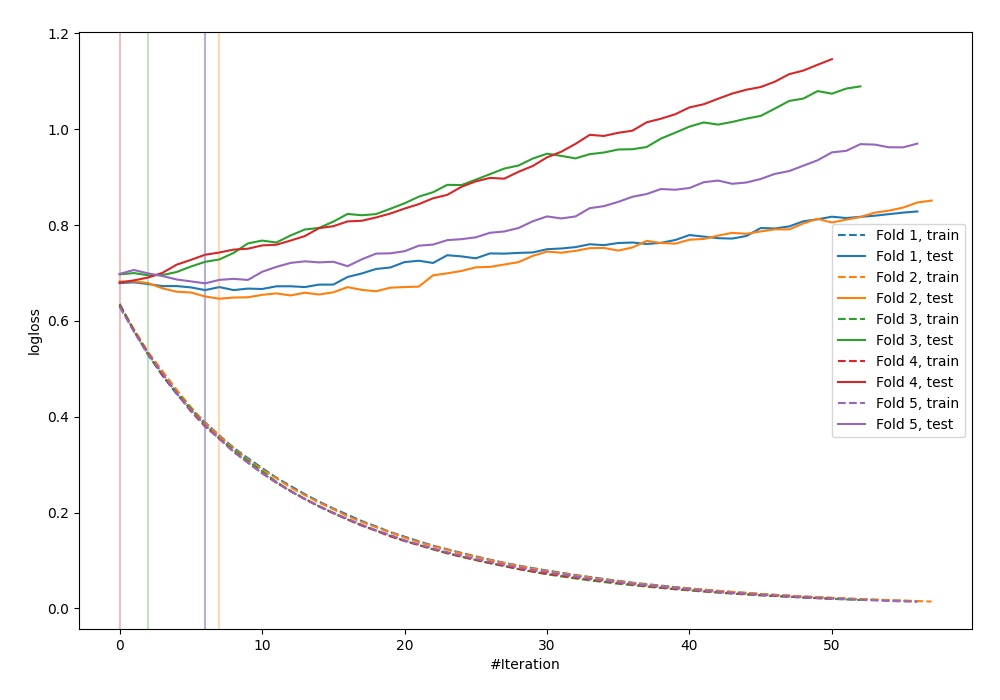 1.2
1.0
0.8
0.6
0.4
0.2
0.0
logloss
0
10
20
30
40
50
#Iteration
Fold 1, train
Fold 1, test
Fold 2, train
Fold 2, test
Fold 3, train
Fold 3, test
Fold 4, train
Fold 4, test
Fold 5, train
Fold 5, test